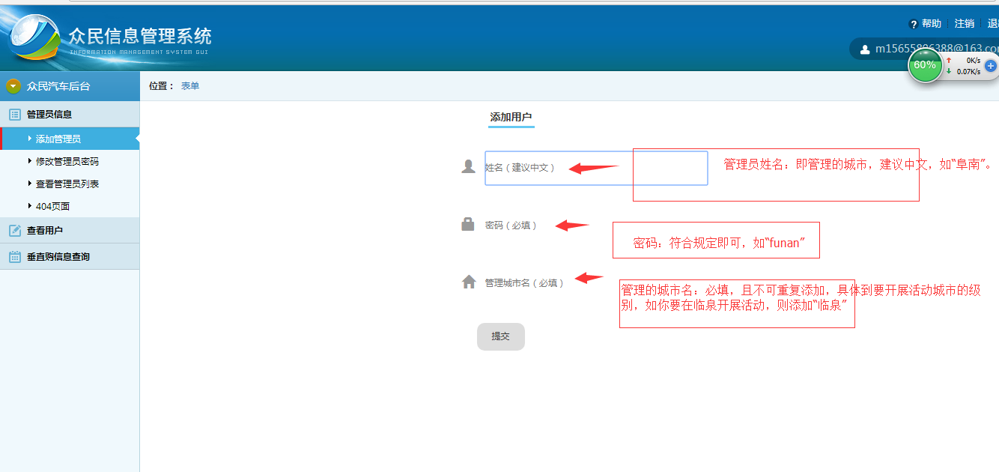 众民信息管理系统
INFORMATION MANAGEMENT SYSTEM GUI
帮助
注销
60%
0K/s
0.07K/s
众民汽车后台
位置：
表单
管理员信息
添加管理员
修改管理员密码
查看管理员列表
404页面
查看用户
垂直购信息查询
添加用户
姓名（建议中文）
管理员姓名：即管理的城市，建议中文，如“阜南”。
密码（必填）
密码：符合规定即可，如“funan”
管理城市名（必填）
管理的城市名：必填，且不可重复添加，具体到要开展活动城市的级
别，如你要在临泉开展活动，则添加“临泉”
提交